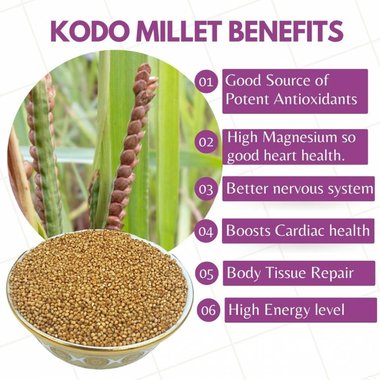 KODO MILLET BENEFITS
01
Good Source of
Potent Antioxidants
02
High Magnesium so
good heart health.
03
Better nervous system
04
Boosts Cardiac health
05
Body Tissue Repair
06
High Energy level